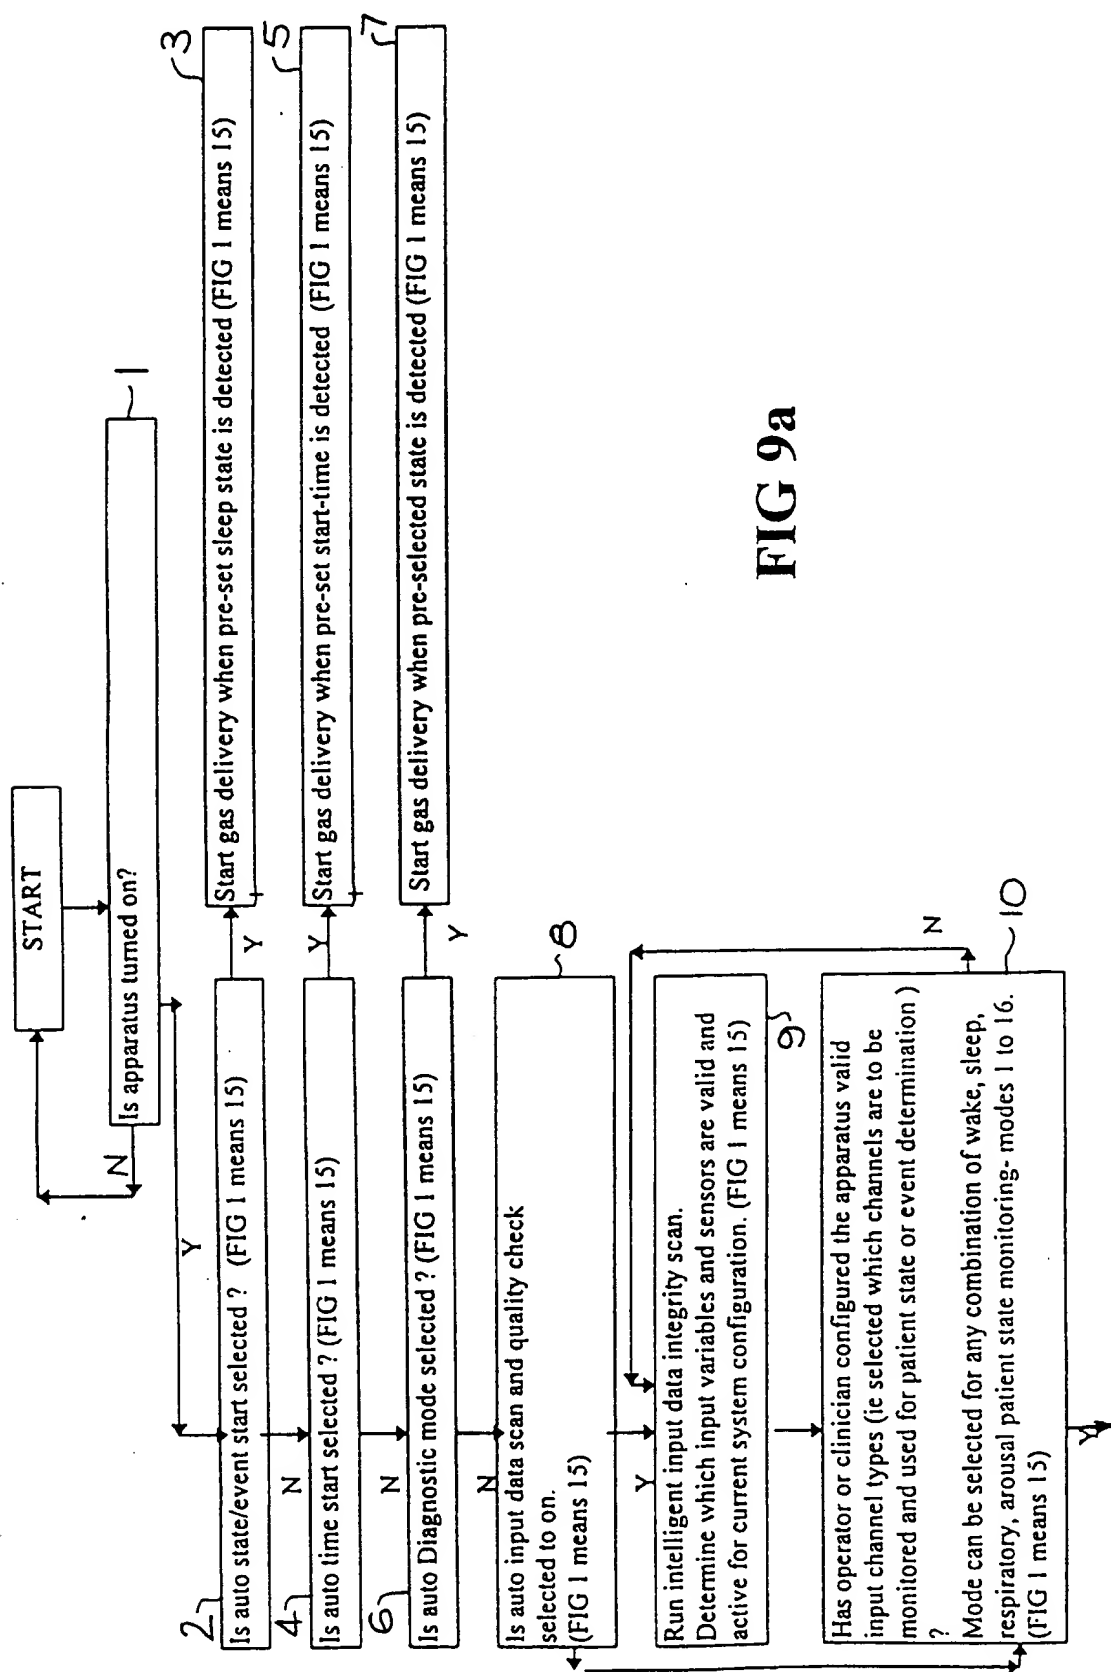 START
1
Is apparatus turned on?
N
Y
2
Is auto state/event start selected ? (FIG 1 means 15)
Y
3
Start gas delivery when pre-set sleep state is detected (FIG 1 means 15)
N
4
Is auto time start selected ? (FIG 1 means 15)
Y
5
Start gas delivery when pre-set start-time is detected (FIG 1 means 15)
N
6
Is auto Diagnostic mode selected ? (FIG 1 means 15)
Y
7
Start gas delivery when pre-selected state is detected (FIG 1 means 15)
N
8
Is auto input data scan and quality check
selected to on.
(FIG 1 means 15)
Y
Run intelligent input data integrity scan.
Determine which input variables and sensors are valid and
active for current system configuration. (FIG 1 means 15)
9
N
10
Has operator or clinician configured the apparatus valid
input channel types (ie selected which channels are to be
monitored and used for patient state or event determination )
?
Mode can be selected for any combination of wake, sleep,
respiratory, arousal patient state monitoring- modes 1 to 16.
(FIG 1 means 15)
Y
FIG 9a